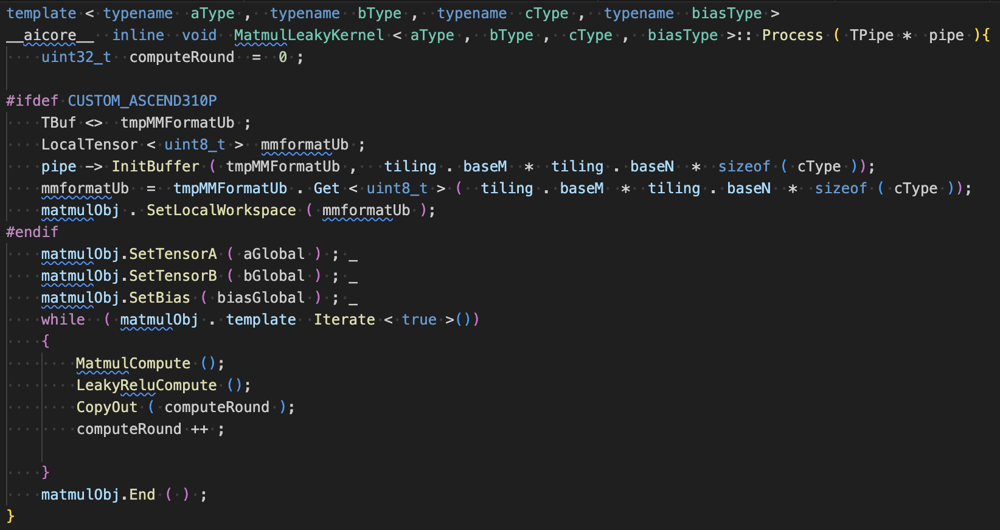 template < typename aType , typename bType , typename cType , typename biasType >
__aicore__ inline void MatmulLeakyKernel < aType , bType , cType , biasType >:: Process ( TPipe * pipe ){
    uint32_t computeRound = 0 ;

#ifdef CUSTOM_ASCEND310P
    TBuf <> tmpMMFormatUb ;
    LocalTensor < uint8_t > mmformatUb ;
    pipe -> InitBuffer ( tmpMMFormatUb , tiling . baseM * tiling . baseN * sizeof ( cType ));
    mmformatUb = tmpMMFormatUb . Get < uint8_t > ( tiling . baseM * tiling . baseN * sizeof ( cType ));
    matmulObj . SetLocalWorkspace ( mmformatUb );
#endif
    matmulObj.SetTensorA ( aGlobal ) ; _
    matmulObj.SetTensorB ( bGlobal ) ; _
    matmulObj.SetBias ( biasGlobal ) ; _
    while ( matmulObj . template Iterate < true >())
    {
        MatmulCompute ();
        LeakyReluCompute ();
        CopyOut ( computeRound );
        computeRound ++ ;

    }
    matmulObj.End ( ) ;
}